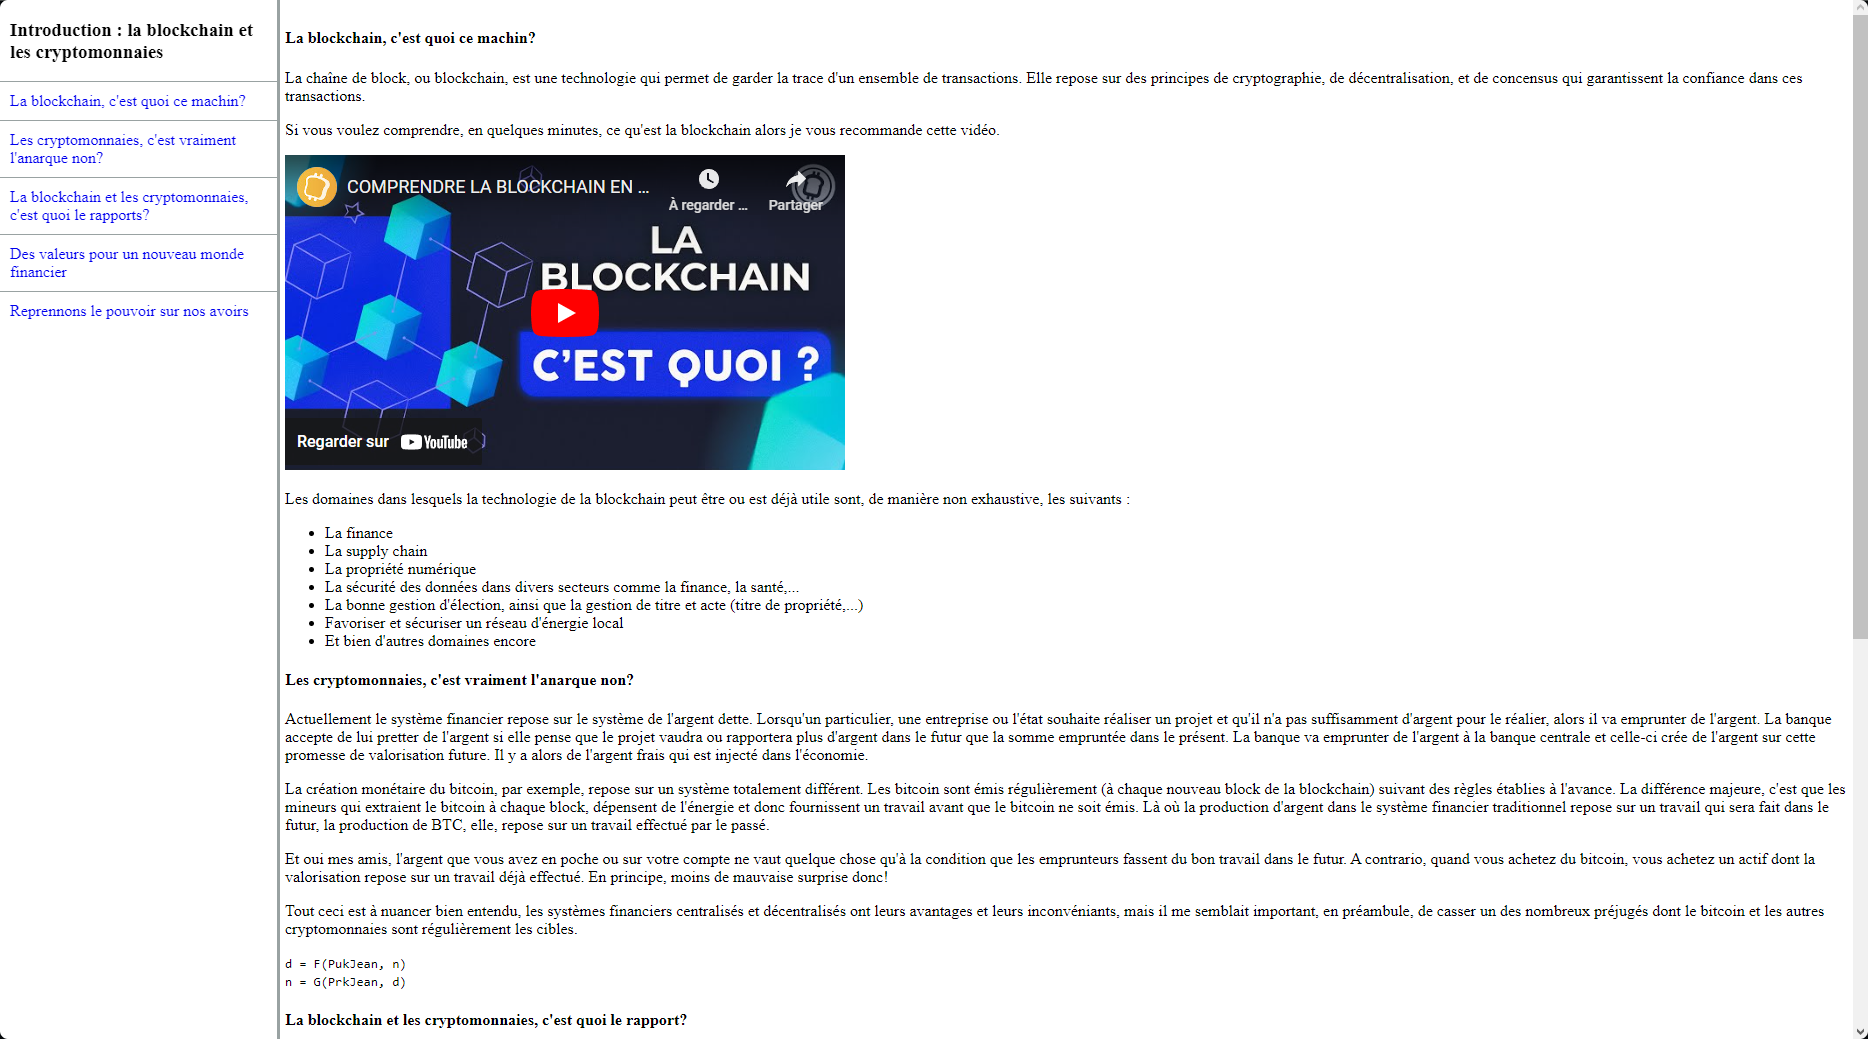 Introduction : la blockchain et
les cryptomonnaies
La blockchain, c'est quoi ce machin?
Les cryptomonnaies, c'est vraiment
l'anarque non?
La blockchain et les cryptomonnaies,
c'est quoi le rapports?
Des valeurs pour un nouveau monde
financier
Reprennons le pouvoir sur nos avoirs
La blockchain, c'est quoi ce machin?
La chaîne de block, ou blockchain, est une technologie qui permet de garder la trace d'un ensemble de transactions. Elle repose sur des principes de cryptographie, de décentralisation, et de concensus qui garantissent la confiance dans ces
transactions.
Si vous voulez comprendre, en quelques minutes, ce qu'est la blockchain alors je vous recommande cette vidéo.
COMPRENDRE LA BLOCKCHAIN EN ...
À regarder ...
Partager
LA
BLOCKCHAIN
C'EST QUOI ?
Regarder sur YouTube
Les domaines dans lesquels la technologie de la blockchain peut être ou est déjà utile sont, de manière non exhaustive, les suivants :
• La finance
• La supply chain
• La propriété numérique
• La sécurité des données dans divers secteurs comme la finance, la santé,...
• La bonne gestion d'élection, ainsi que la gestion de titre et acte (titre de propriété,...)
• Favoriser et sécuriser un réseau d'énergie local
• Et bien d'autres domaines encore
Les cryptomonnaies, c'est vraiment l'anarque non?
Actuellement le système financier repose sur le système de l'argent dette. Lorsqu'un particulier, une entreprise ou l'état souhaite réaliser un projet et qu'il n'a pas suffisamment d'argent pour le réalier, alors il va emprunter de l'argent. La banque
accepte de lui pretter de l'argent si elle pense que le projet vaudra ou rapportera plus d'argent dans le futur que la somme empruntée dans le présent. La banque va emprunter de l'argent à la banque centrale et celle-ci crée de l'argent sur cette
promesse de valorisation future. Il y a alors de l'argent frais qui est injecté dans l'économie.
La création monétaire du bitcoin, par exemple, repose sur un système totalement différent. Les bitcoin sont émis régulièrement (à chaque nouveau block de la blockchain) suivant des règles établies à l'avance. La différence majeure, c'est que les
mineurs qui extraient le bitcoin à chaque block, dépensent de l'énergie et donc fournissent un travail avant que le bitcoin ne soit émis. Là où la production d'argent dans le système financier traditionnel repose sur un travail qui sera fait dans le
futur, la production de BTC, elle, repose sur un travail effectué par le passé.
Et oui mes amis, l'argent que vous avez en poche ou sur votre compte ne vaut quelque chose qu'à la condition que les emprunteurs fassent du bon travail dans le futur. A contrario, quand vous achetez du bitcoin, vous achetez un actif dont la
valorisation repose sur un travail déjà effectué. En principe, moins de mauvaise surprise donc!
Tout ceci est à nuancer bien entendu, les systèmes financiers centralisés et décentralisés ont leurs avantages et leurs inconvéniants, mais il me semblait important, en préambule, de casser un des nombreux préjugés dont le bitcoin et les autres
cryptomonnaies sont régulièrement les cibles.
d = F(PukJean, n)
n = G(PrkJean, d)
La blockchain et les cryptomonnaies, c'est quoi le rapport?